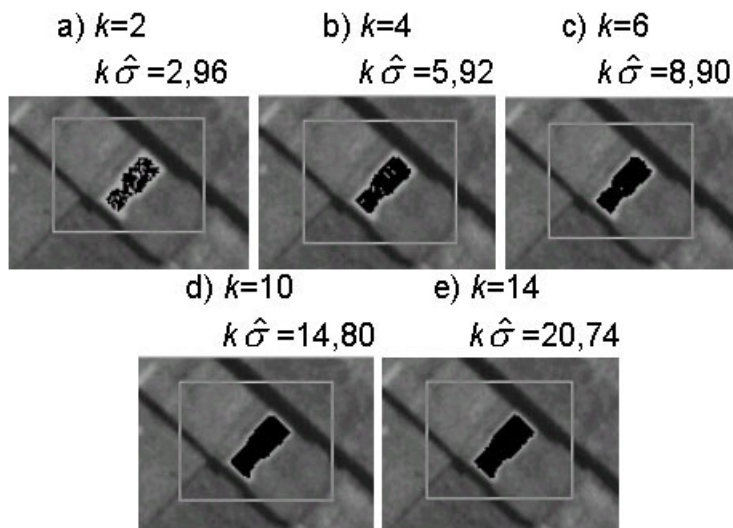 a) k=2 b) k=4 c) k=6
k σ̂ =2,96 k σ̂ =5,92 k σ̂ =8,90
d) k=10 e) k=14
k σ̂ =14,80 k σ̂ =20,74